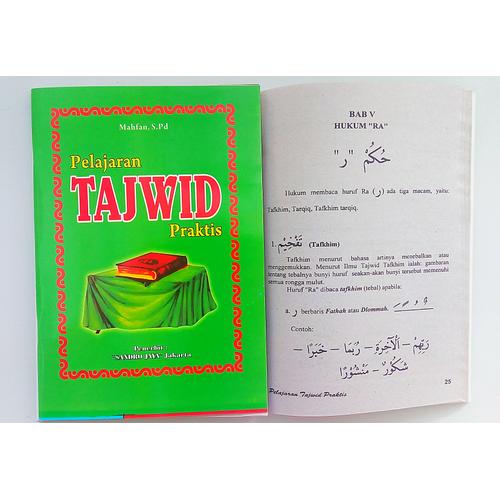 Mahfan, S.Pd
Pelajaran
TAJWID
Praktis
Penerbit :
"SANDRO JAYA" Jakarta
BAB V
HUKUM "RA"
حُكْمُ "ر"
Hukum membaca huruf Ra (ر) ada tiga macam, yaitu:
Tafkhim, Tarqiq, Tafkhim tarqiq.
1. تَفْخِيْمْ (Tafkhim)
Tafkhim menurut bahasa artinya menebalkan atau
menggemukkan. Menurut Ilmu Tajwid Tafkhim ialah: gambaran
tentang tebalnya bunyi huruf seakan-akan bunyi tersebut memenuhi
semua rongga mulut.
Huruf "Ra" dibaca tafkhim (tebal) apabila:
a. ر berbaris Fathah atau Dlommah.
Contoh:
رَبِّهِمْ – اَلْآخِرَةِ – رُبَمَا – خَبِيْرًا –
شَكُوْرٌ – مَنْشُوْرًا
25
Pelajaran Tajwid Praktis